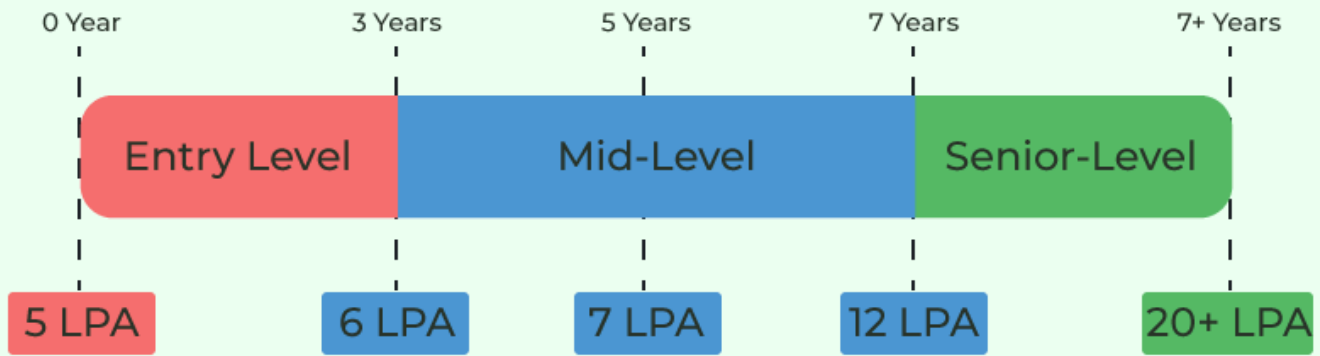 0 Year
3 Years
5 Years
7 Years
7+ Years
Entry Level
Mid-Level
Senior-Level
5 LPA
6 LPA
7 LPA
12 LPA
20+ LPA